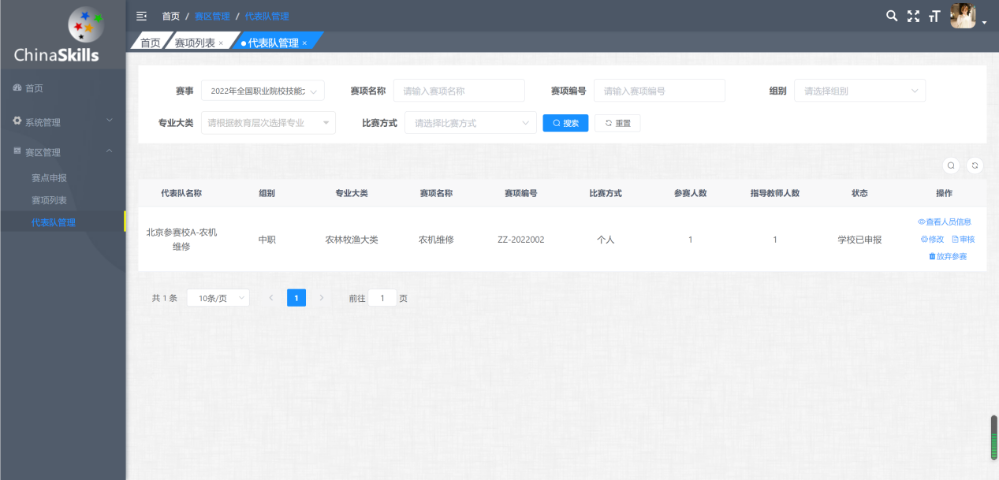 ChinaSkills
首页 / 赛区管理 / 代表队管理
首页
赛项列表 ×
代表队管理 ×
首页
系统管理
赛区管理
赛点申报
赛项列表
代表队管理
赛事 2022年全国职业院校技能 赛项名称 请输入赛项名称 赛项编号 请输入赛项编号 组别 请选择组别
专业大类 请根据教育层次选择专业 比赛方式 请选择比赛方式 搜索 重置
代表队名称 组别 专业大类 赛项名称 赛项编号 比赛方式 参赛人数 指导教师人数 状态 操作
北京参赛校A-农机
维修
中职 农林牧渔大类 农机维修 ZZ-2022002 个人 1 1 学校已申报
查看人员信息
修改 审核
放弃参赛
共 1 条 10条/页 1 前往 1 页